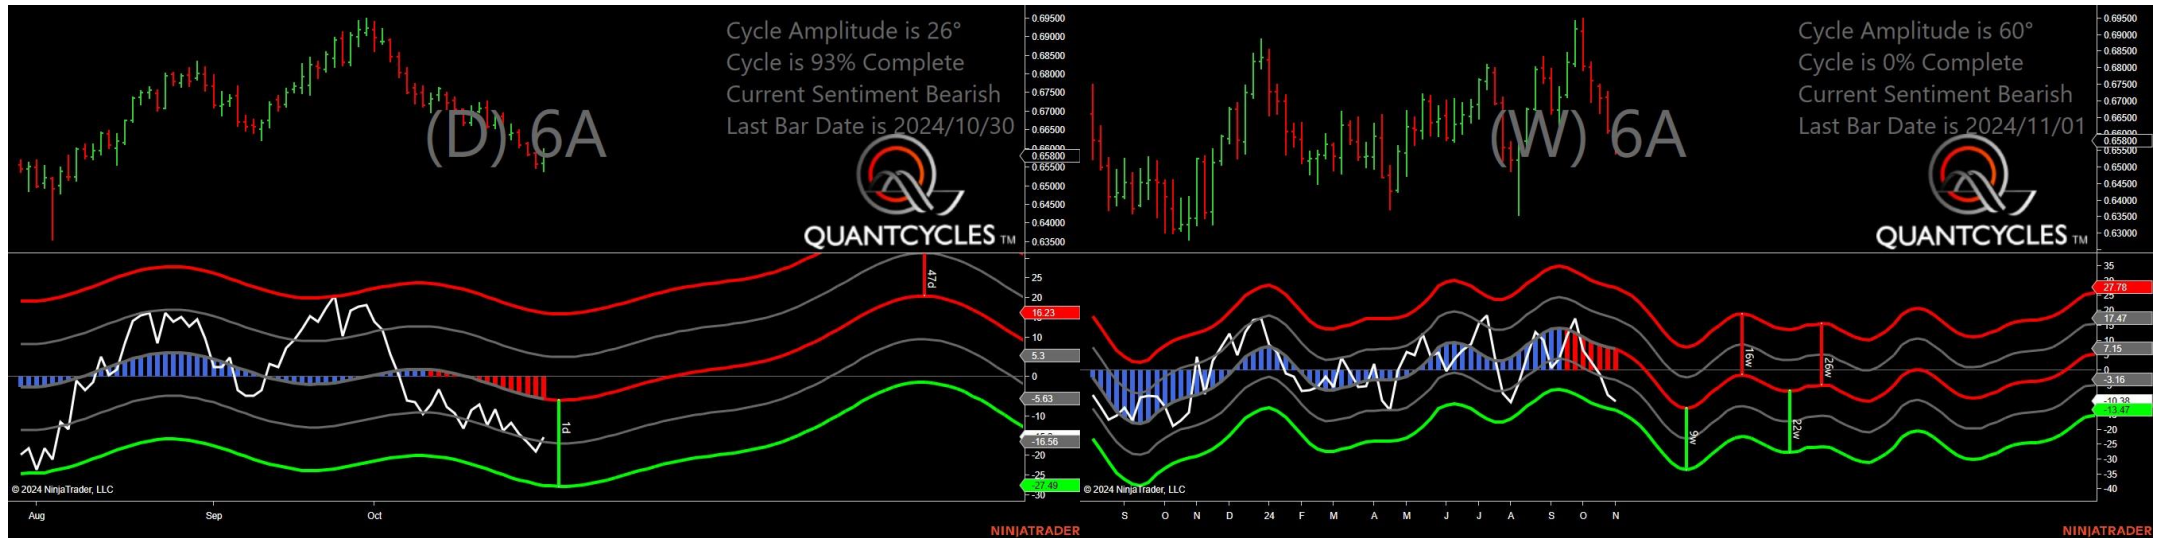 Cycle Amplitude is 26°
Cycle is 93% Complete
Current Sentiment Bearish
Last Bar Date is 2024/10/30
(D) 6A
QUANTCYCLES TM
0.69500
0.69000
0.68500
0.68000
0.67500
0.67000
0.66500
0.66000
0.65800
0.65500
0.65000
0.64500
0.64000
0.63500
47d
1d
25
20
16.23
10
5.3
0
-5.63
-10
-16.56
-20
-25
-27.49
-30
© 2024 NinjaTrader, LLC
Aug Sep Oct
NINJATRADER
Cycle Amplitude is 60°
Cycle is 0% Complete
Current Sentiment Bearish
Last Bar Date is 2024/11/01
(W) 6A
QUANTCYCLES TM
0.69500
0.69000
0.68500
0.68000
0.67500
0.67000
0.66500
0.66000
0.65800
0.65500
0.65000
0.64500
0.64000
0.63500
0.63000
16w
26w
9w
22w
35
27.78
25
17.47
15
7.15
0
-3.16
-10.38
-13.47
-20
-25
-30
-35
-40
© 2024 NinjaTrader, LLC
S O N D 24 F M A M J J A S O N
NINJATRADER